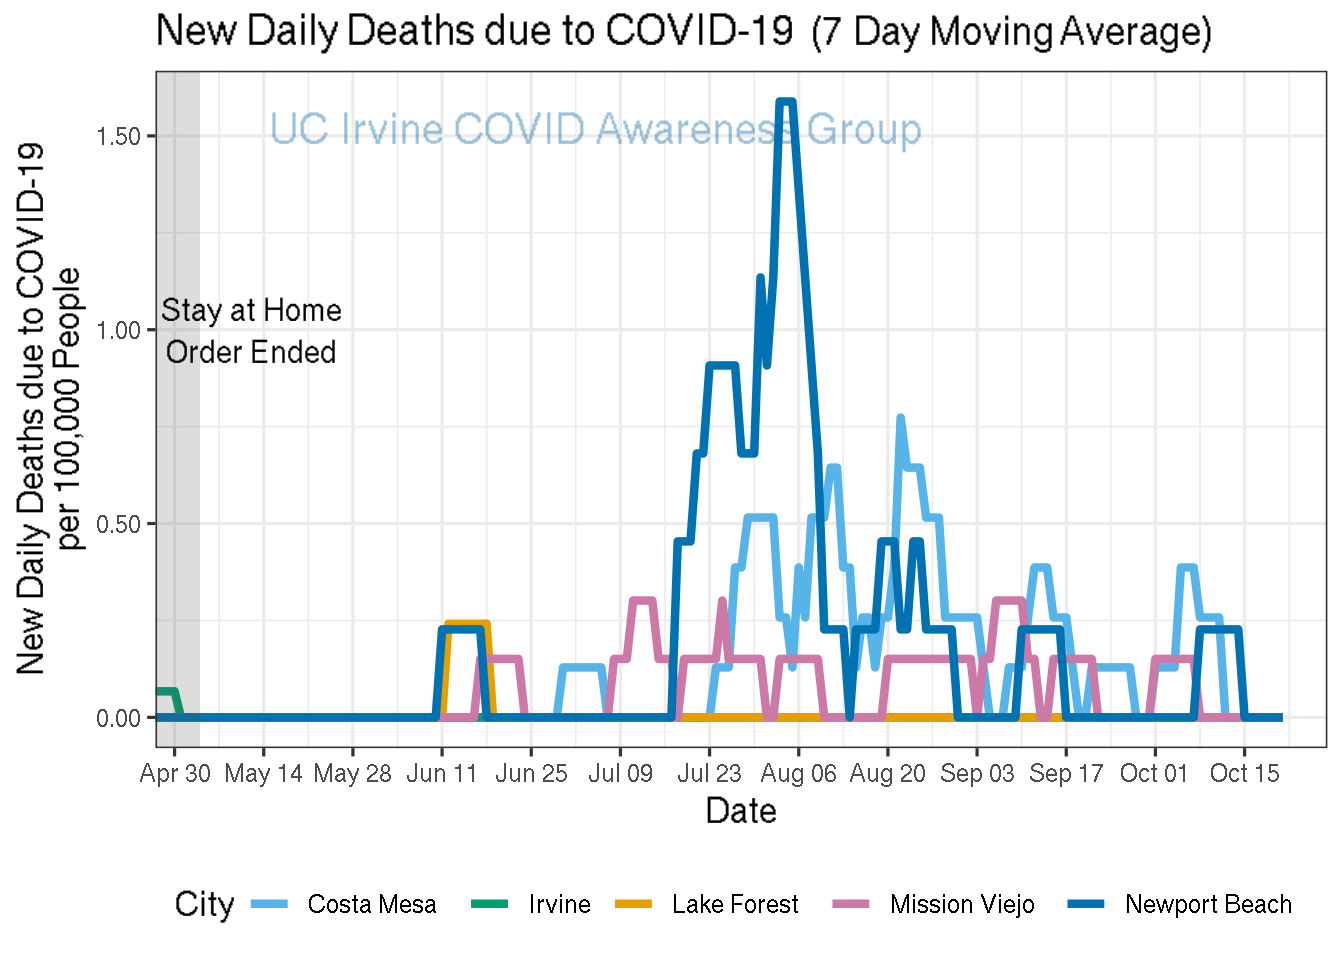 New Daily Deaths due to COVID-19 (7 Day Moving Average)
UC Irvine COVID Awareness Group
New Daily Deaths due to COVID-19
per 100,000 People
1.50
1.00
0.50
0.00
Stay at Home
Order Ended
Apr 30 May 14 May 28 Jun 11 Jun 25 Jul 09 Jul 23 Aug 06 Aug 20 Sep 03 Sep 17 Oct 01 Oct 15
Date
City Costa Mesa Irvine Lake Forest Mission Viejo Newport Beach